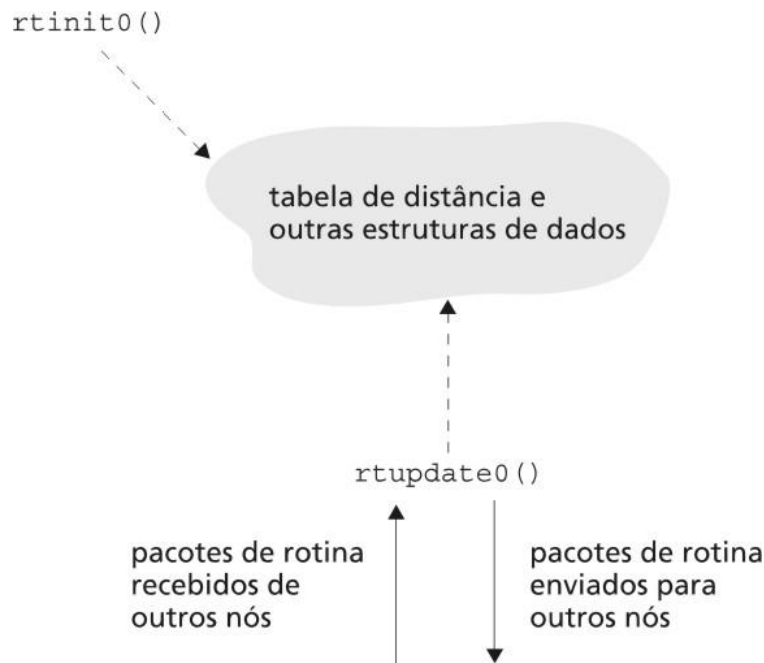 rtinit0()
tabela de distância e
outras estruturas de dados
rtupdate0()
pacotes de rotina
recebidos de
outros nós
pacotes de rotina
enviados para
outros nós